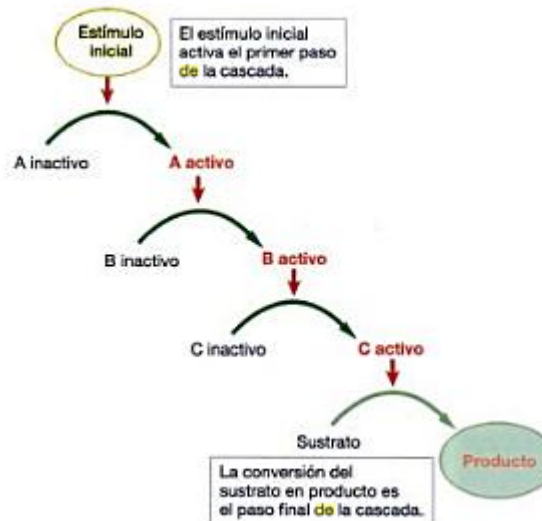 Estímulo
inicial
El estímulo inicial
activa el primer paso
de la cascada.
A inactivo
A activo
B inactivo
B activo
C inactivo
C activo
Sustrato
Producto
La conversión del
sustrato en producto es
el paso final de la cascada.